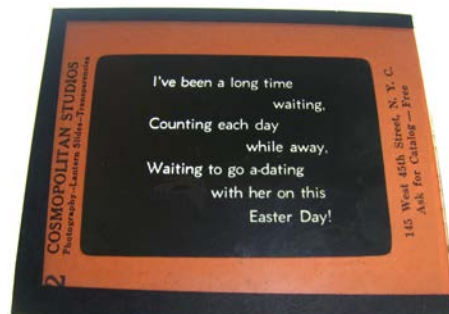 COSMOPOLITAN STUDIOS
Photography—Lantern Slides—Transparencies
2
I've been a long time
waiting,
Counting each day
while away.
Waiting to go a-dating
with her on this
Easter Day!
145 West 45th Street, N. Y. C.
Ask for Catalog — Free